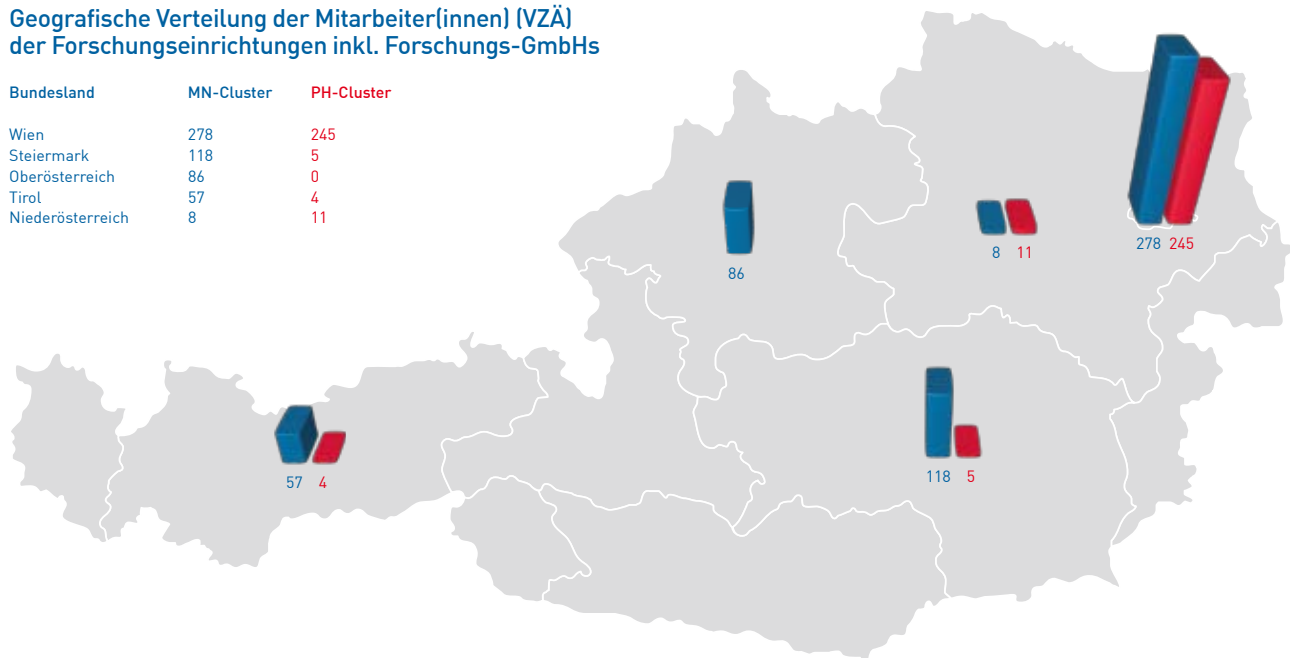 Geografische Verteilung der Mitarbeiter(innen) (VZÄ)
der Forschungseinrichtungen inkl. Forschungs-GmbHs
Bundesland MN-Cluster PH-Cluster
Wien 278 245
Steiermark 118 5
Oberösterreich 86 0
Tirol 57 4
Niederösterreich 8 11
278 245
8 11
86
118 5
57 4